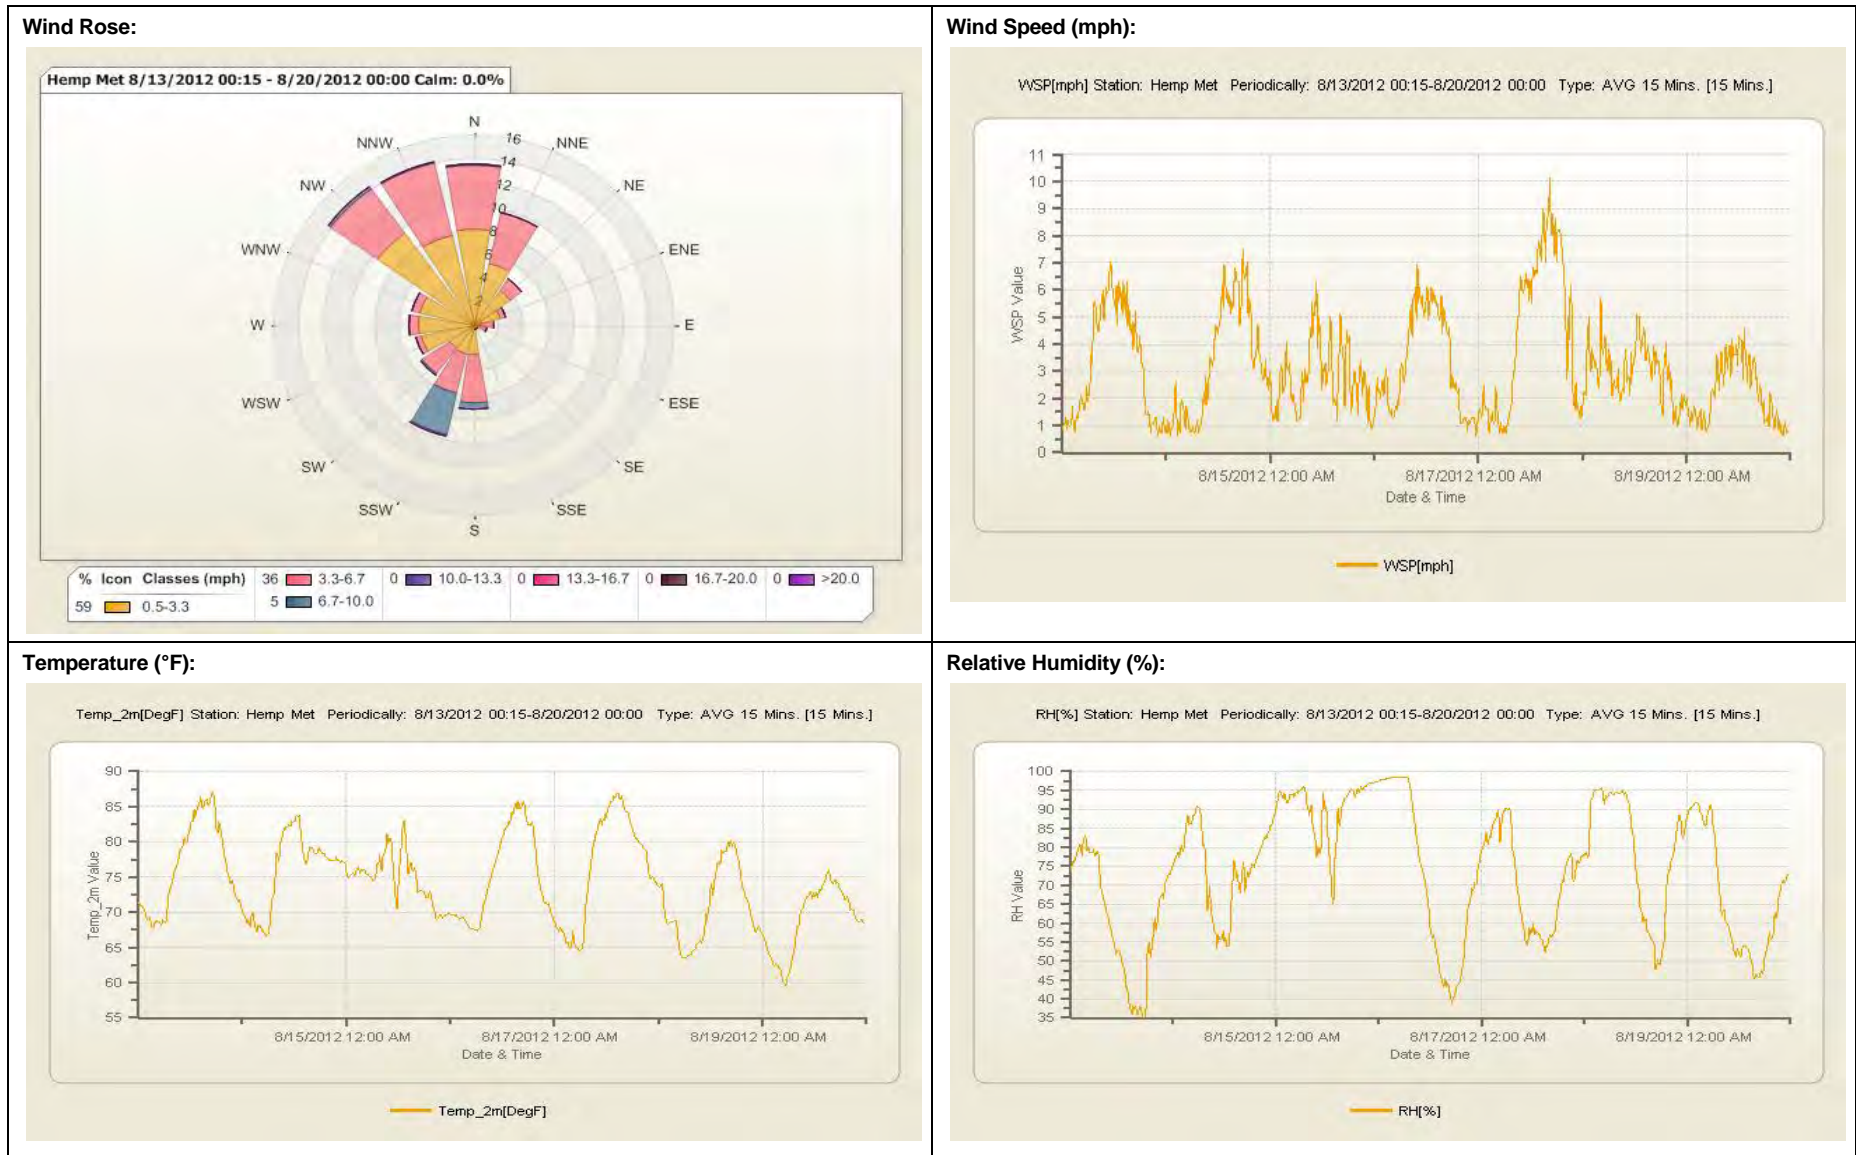 Wind Rose:
Hemp Met 8/13/2012 00:15 - 8/20/2012 00:00 Calm: 0.0%
N
NNW
16
NNE
14
NW
12
NE
10
8
WNW
6
ENE
4
2
W
E
WSW
ESE
SW
SE
SSW
SSE
S
% Icon Classes (mph) 36 3.3-6.7 0 10.0-13.3 0 13.3-16.7 0 16.7-20.0 0 >20.0
59 0.5-3.3 5 6.7-10.0
Wind Speed (mph):
WSP[mph] Station: Hemp Met Periodically: 8/13/2012 00:15-8/20/2012 00:00 Type: AVG 15 Mins. [15 Mins.]
11
10
9
8
7
6
5
4
3
2
1
0
WSP Value
8/15/2012 12:00 AM 8/17/2012 12:00 AM 8/19/2012 12:00 AM
Date & Time
WSP[mph]
Temperature (°F):
Temp_2m[DegF] Station: Hemp Met Periodically: 8/13/2012 00:15-8/20/2012 00:00 Type: AVG 15 Mins. [15 Mins.]
90
85
80
75
70
65
60
55
Temp_2m Value
8/15/2012 12:00 AM 8/17/2012 12:00 AM 8/19/2012 12:00 AM
Date & Time
Temp_2m[DegF]
Relative Humidity (%):
RH[%] Station: Hemp Met Periodically: 8/13/2012 00:15-8/20/2012 00:00 Type: AVG 15 Mins. [15 Mins.]
100
95
90
85
80
75
70
65
60
55
50
45
40
35
RH Value
8/15/2012 12:00 AM 8/17/2012 12:00 AM 8/19/2012 12:00 AM
Date & Time
RH[%]